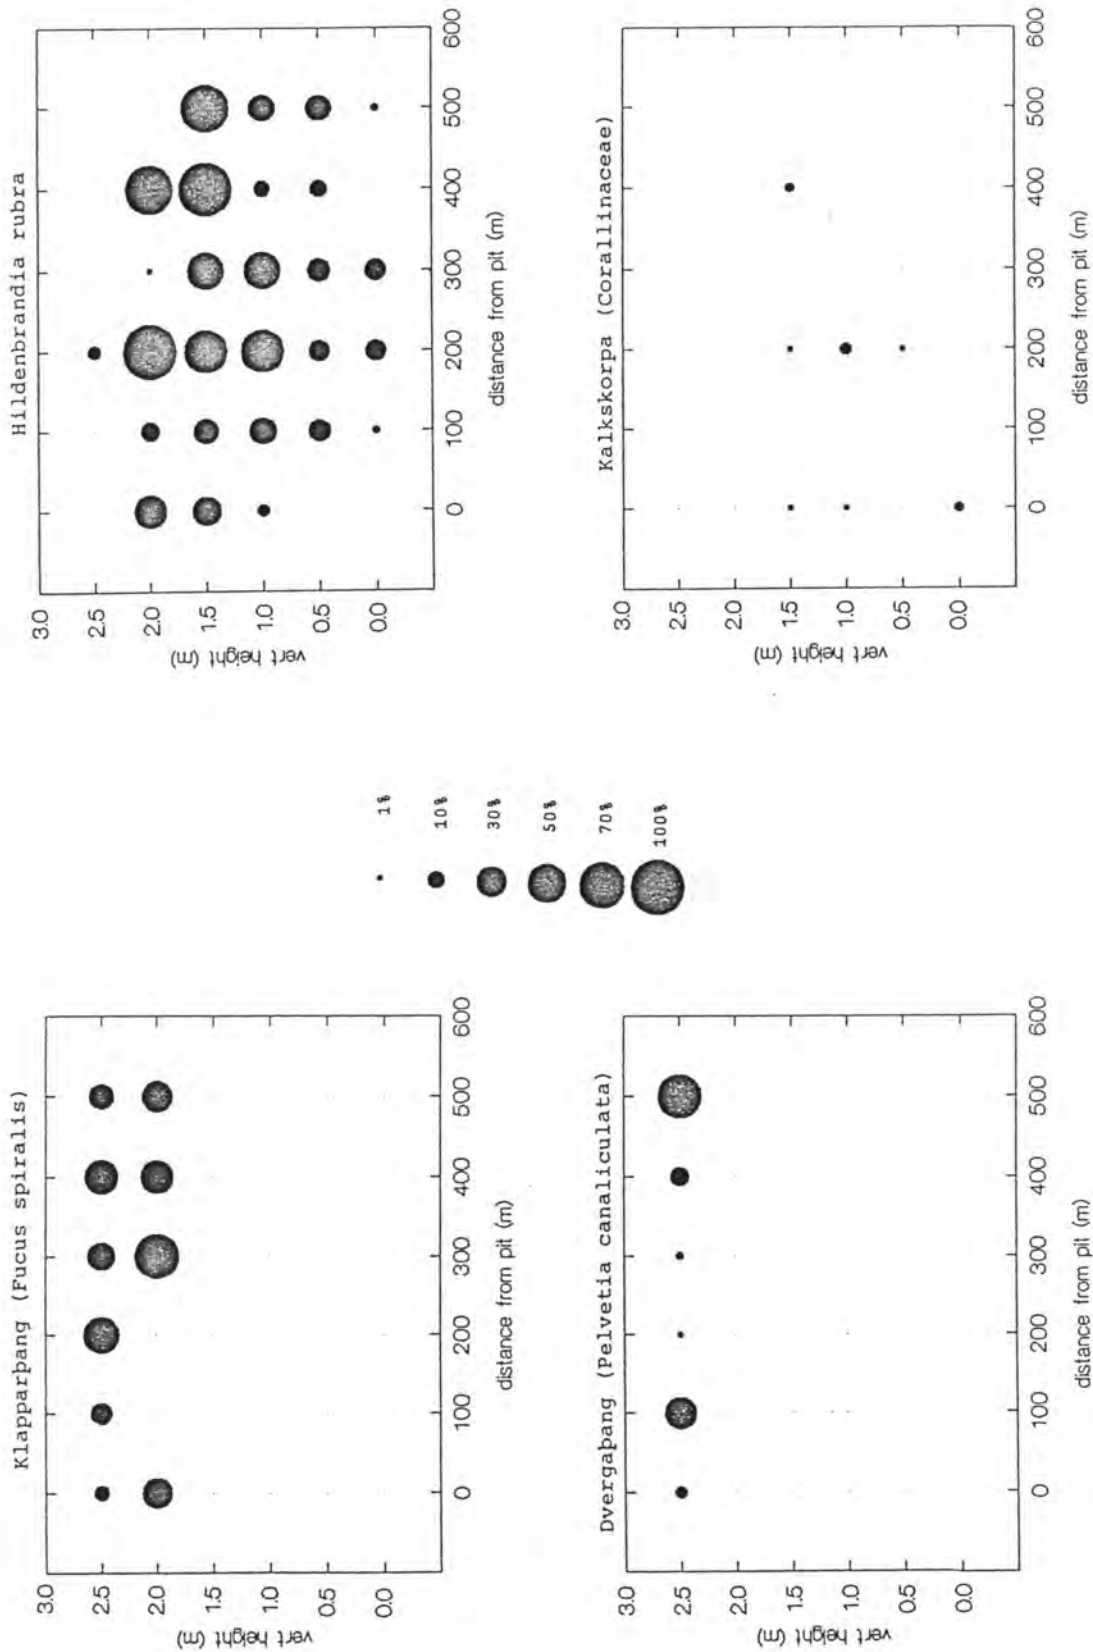 Klapparþang (Fucus spiralis)
3.0
2.5
2.0
1.5
1.0
0.5
0.0
vert height (m)
0 100 200 300 400 500 600
distance from pit (m)
Hildenbrandia rubra
3.0
2.5
2.0
1.5
1.0
0.5
0.0
vert height (m)
0 100 200 300 400 500 600
distance from pit (m)
1%
10%
30%
50%
70%
100%
Dvergaþang (Pelvetia canaliculata)
3.0
2.5
2.0
1.5
1.0
0.5
0.0
vert height (m)
0 100 200 300 400 500 600
distance from pit (m)
Kalkskorpa (Corallinaceae)
3.0
2.5
2.0
1.5
1.0
0.5
0.0
vert height (m)
0 100 200 300 400 500 600
distance from pit (m)